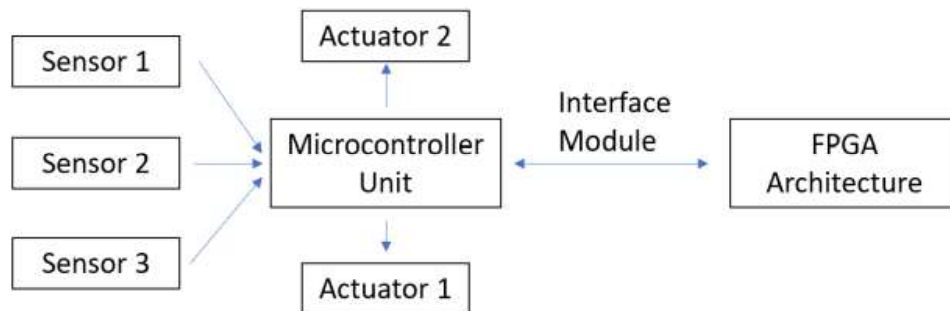 Actuator 2
Sensor 1
Interface
Module
Sensor 2
Microcontroller
Unit
FPGA
Architecture
Sensor 3
Actuator 1